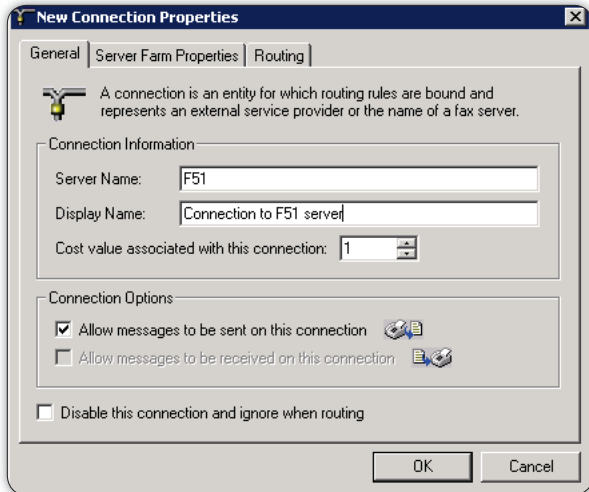 New Connection Properties
General
Server Farm Properties
Routing
A connection is an entity for which routing rules are bound and
represents an external service provider or the name of a fax server.
Connection Information
Server Name: F51
Display Name: Connection to F51 server
Cost value associated with this connection: 1
Connection Options
Allow messages to be sent on this connection
Allow messages to be received on this connection
Disable this connection and ignore when routing
OK
Cancel